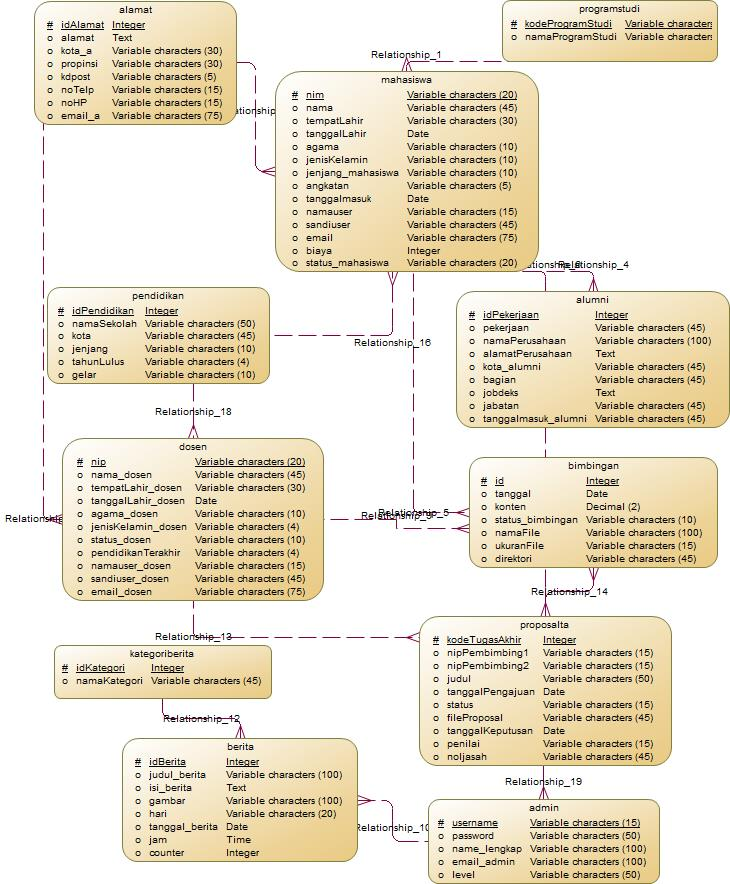 alamat
# idAlamat Integer
o alamat Text
o kota_a Variable characters (30)
o propinsi Variable characters (30)
o kdpost Variable characters (5)
o noTelp Variable characters (15)
o noHP Variable characters (15)
o email_a Variable characters (75)
programstudi
# kodeProgramStudi Variable characters
o namaProgramStudi Variable characters
Relationship_1
mahasiswa
# nim Variable characters (20)
o nama Variable characters (45)
o tempatLahir Variable characters (30)
o tanggalLahir Date
o agama Variable characters (10)
o jenisKelamin Variable characters (10)
o jenjang_mahasiswa Variable characters (10)
o angkatan Variable characters (5)
o tanggalmasuk Date
o namauser Variable characters (15)
o sandiuser Variable characters (45)
o email Variable characters (75)
o biaya Integer
o status_mahasiswa Variable characters (20)
Relationship_4
pendidikan
# idPendidikan Integer
o namaSekolah Variable characters (50)
o kota Variable characters (45)
o jenjang Variable characters (10)
o tahunLulus Variable characters (4)
o gelar Variable characters (10)
Relationship_16
alumni
# idPekerjaan Integer
o pekerjaan Variable characters (45)
o namaPerusahaan Variable characters (100)
o alamatPerusahaan Text
o kota_alumni Variable characters (45)
o bagian Variable characters (45)
o jobdeks Text
o jabatan Variable characters (45)
o tanggalmasuk_alumni Variable characters (45)
Relationship_18
dosen
# nip Variable characters (20)
o nama_dosen Variable characters (45)
o tempatLahir_dosen Variable characters (30)
o tanggalLahir_dosen Date
o agama_dosen Variable characters (10)
o jenisKelamin_dosen Variable characters (4)
o status_dosen Variable characters (10)
o pendidikanTerakhir Variable characters (4)
o namauser_dosen Variable characters (15)
o sandiuser_dosen Variable characters (45)
o email_dosen Variable characters (75)
Relationship_5
bimbingan
# id Integer
o tanggal Date
o konten Decimal (2)
o status_bimbingan Variable characters (10)
o namaFile Variable characters (100)
o ukuranFile Variable characters (15)
o direktori Variable characters (45)
Relationship_14
Relationship_13
proposalta
# kodeTugasAkhir Integer
o nipPembimbing1 Variable characters (15)
o nipPembimbing2 Variable characters (15)
o judul Variable characters (50)
o tanggalPengajuan Date
o status Variable characters (15)
o fileProposal Variable characters (45)
o tanggalKeputusan Date
o penilai Variable characters (15)
o noIjasah Variable characters (45)
kategoriberita
# idKategori Integer
o namaKategori Variable characters (45)
Relationship_12
berita
# idBerita Integer
o judul_berita Variable characters (100)
o isi_berita Text
o gambar Variable characters (100)
o hari Variable characters (20)
o tanggal_berita Date
o jam Time
o counter Integer
Relationship_19
admin
# username Variable characters (15)
o password Variable characters (50)
o name_lengkap Variable characters (100)
o email_admin Variable characters (100)
o level Variable characters (50)